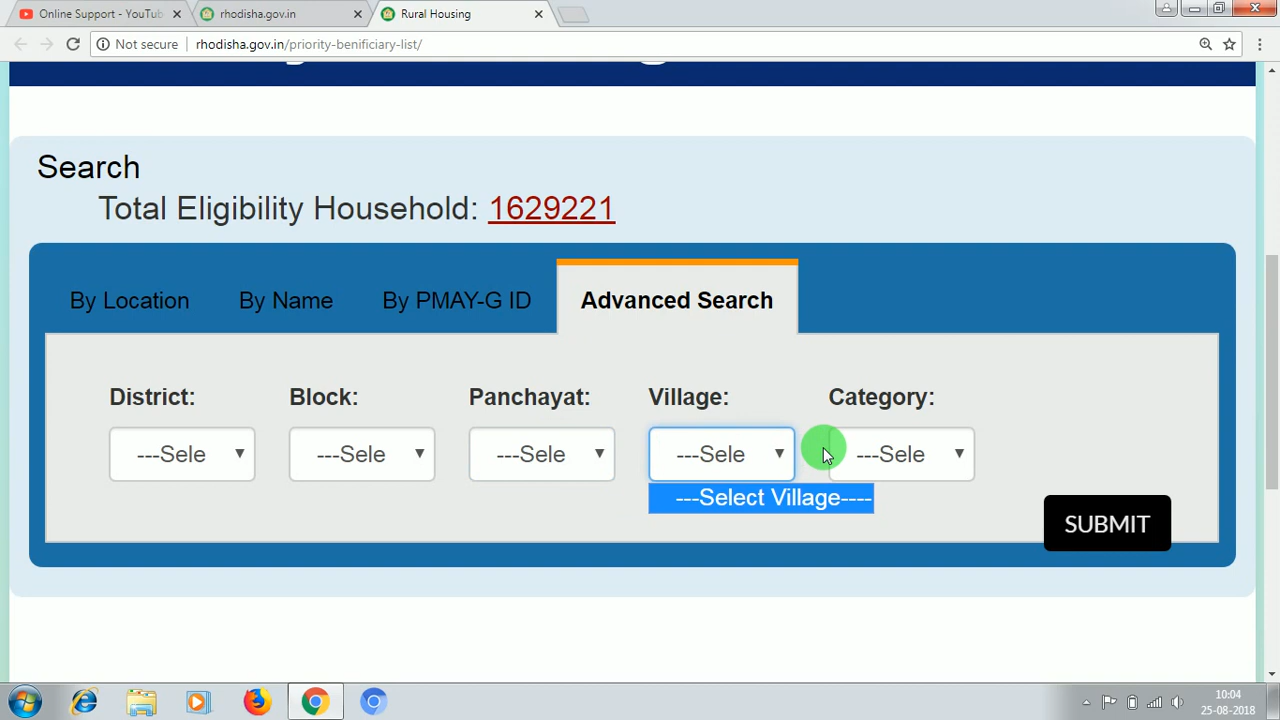 Online Support - YouTube
rhodisha.gov.in
Rural Housing
Not secure
rhodisha.gov.in/priority-benificiary-list/
Search
Total Eligibility Household: 1629221
By Location
By Name
By PMAY-G ID
Advanced Search
District:
Block:
Panchayat:
Village:
Category:
---Sele
---Sele
---Sele
---Sele
---Sele
---Select Village----
SUBMIT
10:04
25-08-2018